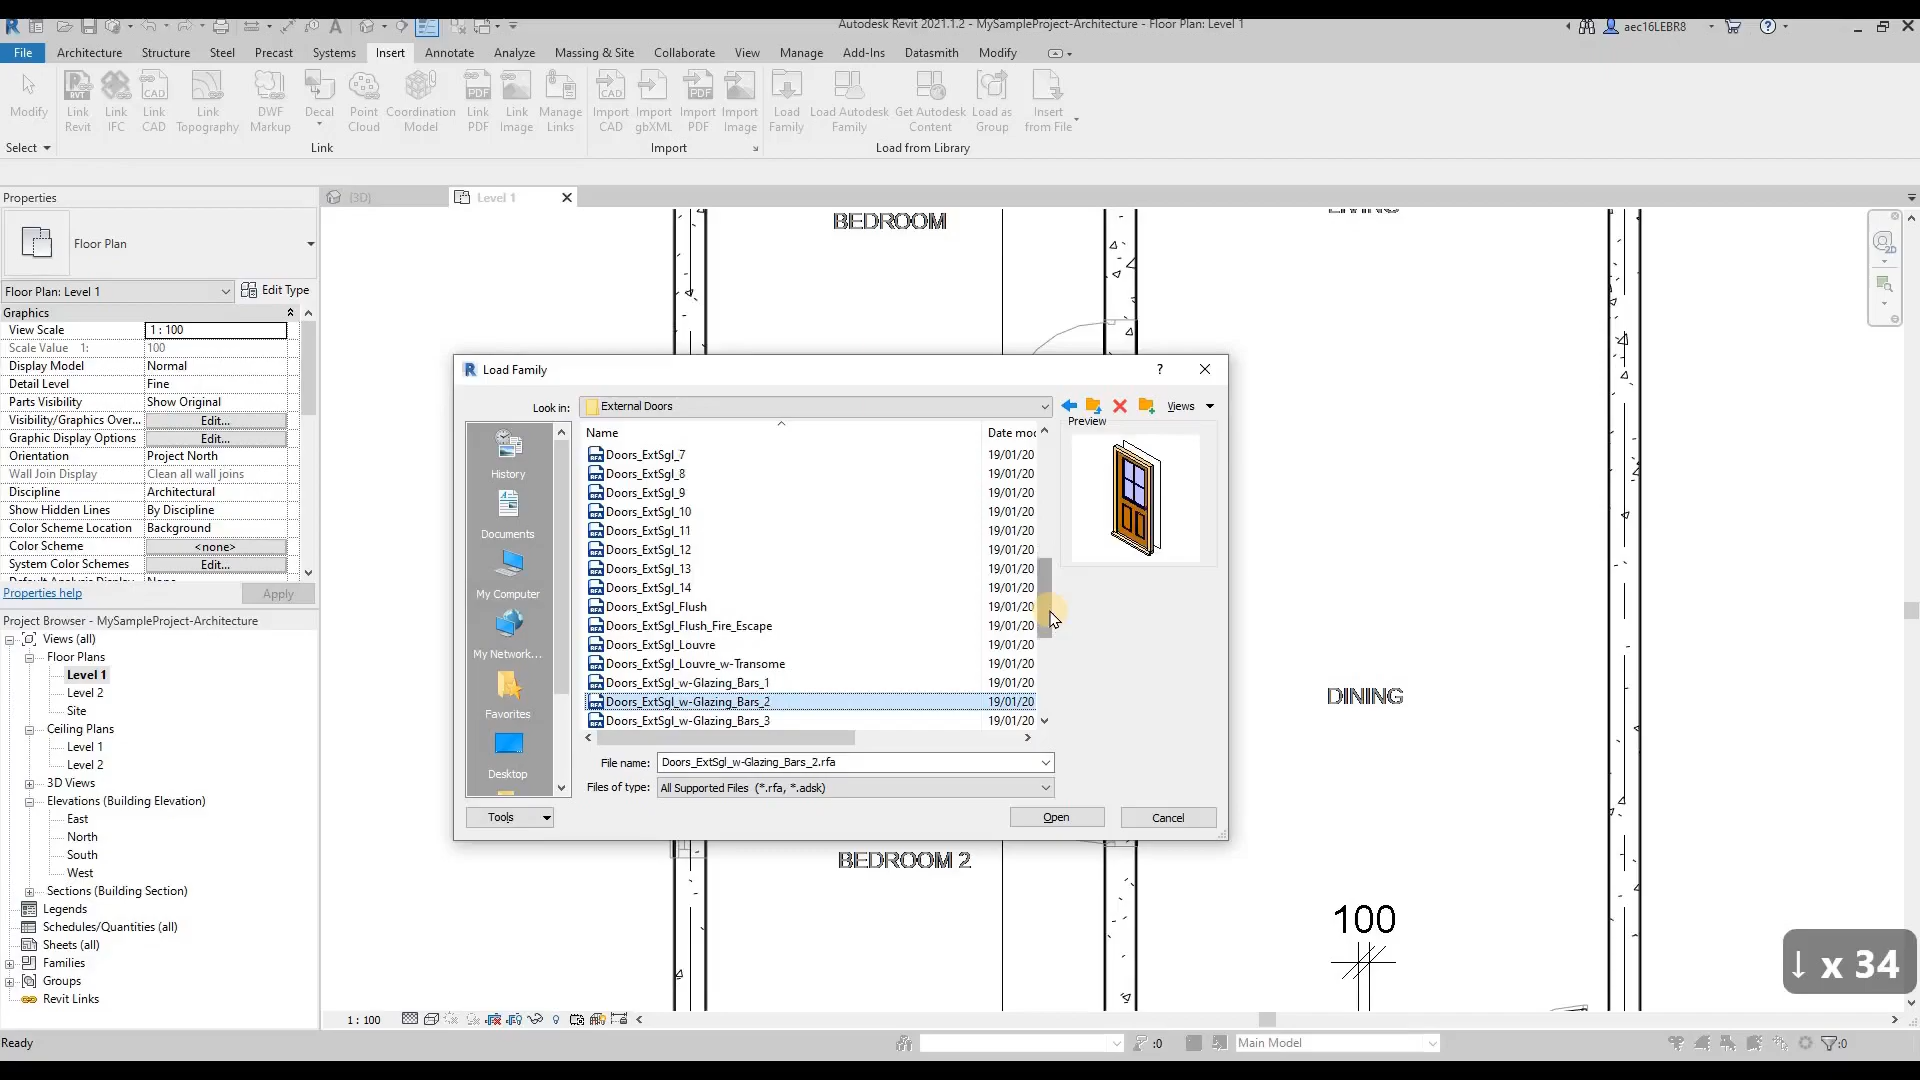 Autodesk Revit 2021.1.2 - MySampleProject-Architecture - Floor Plan: Level 1
aec16LEBR8
File Architecture Structure Steel Precast Systems Insert Annotate Analyze Massing & Site Collaborate View Manage Add-Ins Datasmith Modify
Modify
Link Revit
Link IFC
Link CAD
Link Topography
DWF Markup
Decal
Point Cloud
Coordination Model
Link PDF
Link Image
Manage Links
Import CAD
Import gbXML
Import PDF
Import Image
Load Family
Load Autodesk Family
Get Autodesk Content
Load as Group
Insert from File
Select
Link
Import
Load from Library
Properties
{3D}
Level 1
Floor Plan
Floor Plan: Level 1
Edit Type
Graphics
View Scale 1 : 100
Scale Value 1: 100
Display Model Normal
Detail Level Fine
Parts Visibility Show Original
Visibility/Graphics Over... Edit...
Graphic Display Options Edit...
Orientation Project North
Wall Join Display Clean all wall joins
Discipline Architectural
Show Hidden Lines By Discipline
Color Scheme Location Background
Color Scheme <none>
System Color Schemes Edit...
Properties help
Apply
Project Browser - MySampleProject-Architecture
Views (all)
Floor Plans
Level 1
Level 2
Site
Ceiling Plans
Level 1
Level 2
3D Views
Elevations (Building Elevation)
East
North
South
West
Sections (Building Section)
Legends
Schedules/Quantities (all)
Sheets (all)
Families
Groups
Revit Links
BEDROOM
Load Family
?
Look in: External Doors
Views
Preview
Name
Date mo
History
Documents
My Computer
My Network...
Favorites
Desktop
Doors_ExtSgl_7 19/01/20
Doors_ExtSgl_8 19/01/20
Doors_ExtSgl_9 19/01/20
Doors_ExtSgl_10 19/01/20
Doors_ExtSgl_11 19/01/20
Doors_ExtSgl_12 19/01/20
Doors_ExtSgl_13 19/01/20
Doors_ExtSgl_14 19/01/20
Doors_ExtSgl_Flush 19/01/20
Doors_ExtSgl_Flush_Fire_Escape 19/01/20
Doors_ExtSgl_Louvre 19/01/20
Doors_ExtSgl_Louvre_w-Transome 19/01/20
Doors_ExtSgl_w-Glazing_Bars_1 19/01/20
Doors_ExtSgl_w-Glazing_Bars_2 19/01/20
Doors_ExtSgl_w-Glazing_Bars_3 19/01/20
File name: Doors_ExtSgl_w-Glazing_Bars_2.rfa
Files of type: All Supported Files (*.rfa, *.adsk)
Tools
Open
Cancel
DINING
BEDROOM 2
100
↓ x 34
1 : 100
Ready
:0
Main Model
:0